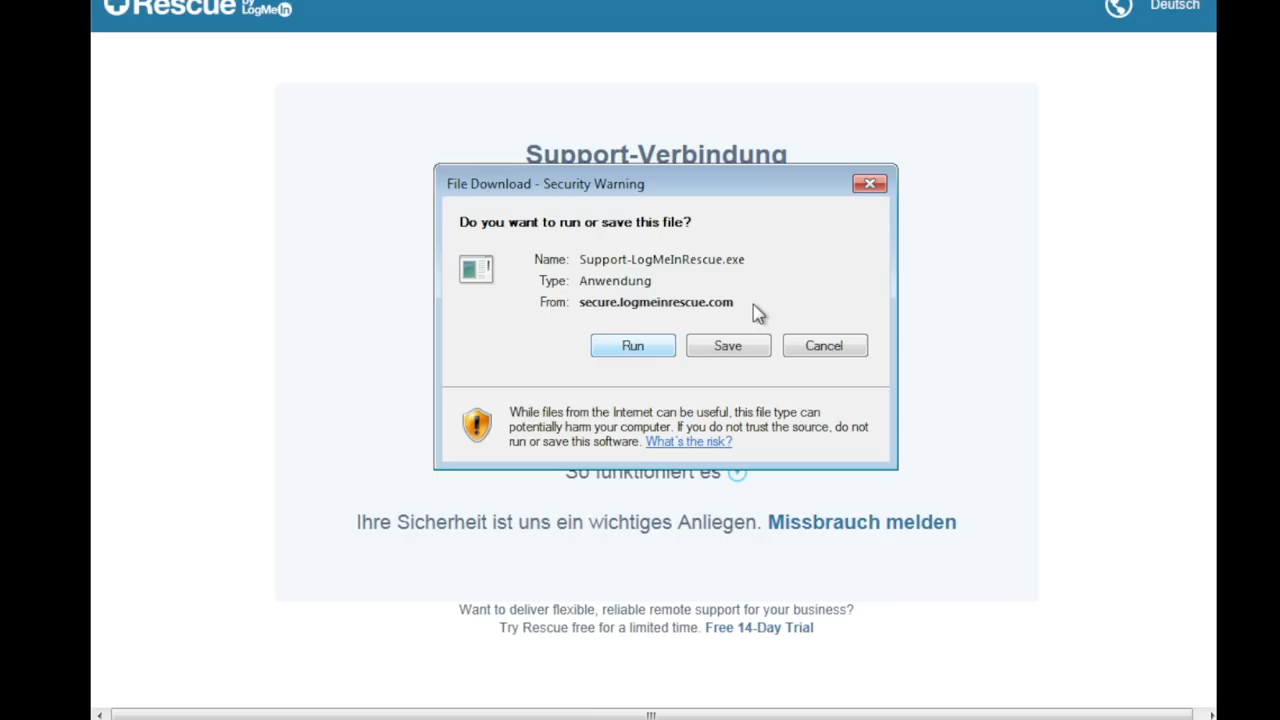 Rescue by LogMeIn
Deutsch
Support-Verbindung
File Download - Security Warning
Do you want to run or save this file?
Name: Support-LogMeInRescue.exe
Type: Anwendung
From: secure.logmeinrescue.com
Run Save Cancel
While files from the Internet can be useful, this file type can
potentially harm your computer. If you do not trust the source, do not
run or save this software. What's the risk?
So funktioniert es
Ihre Sicherheit ist uns ein wichtiges Anliegen. Missbrauch melden
Want to deliver flexible, reliable remote support for your business?
Try Rescue free for a limited time. Free 14-Day Trial